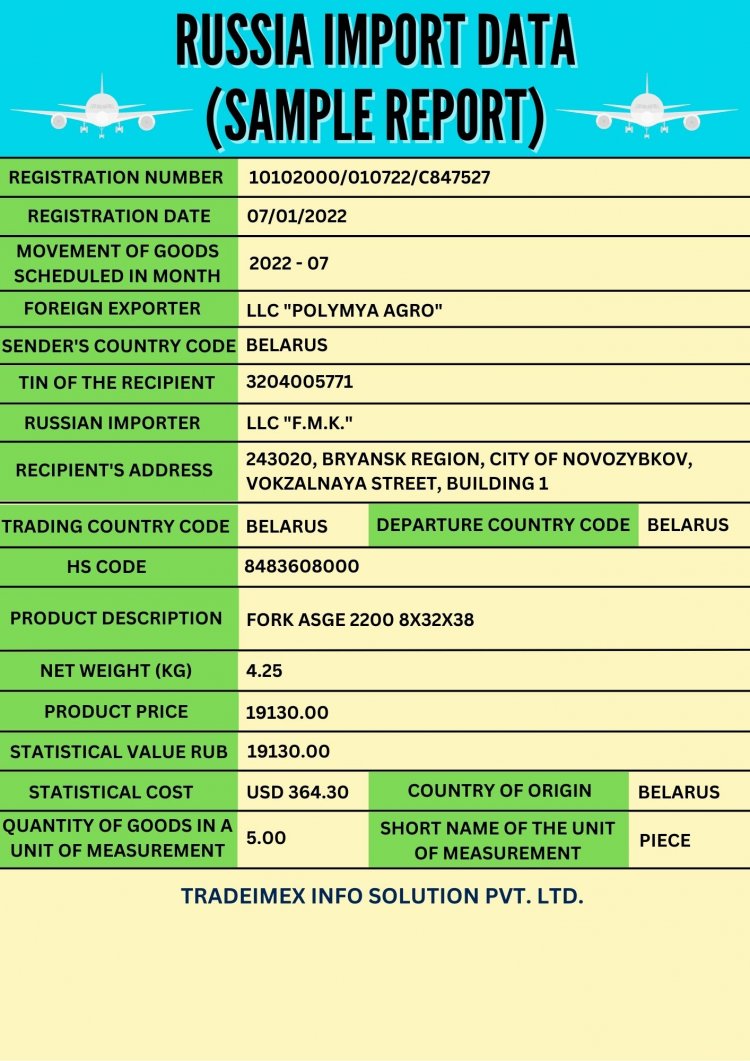 RUSSIA IMPORT DATA
(SAMPLE REPORT)
REGISTRATION NUMBER 10102000/010722/C847527
REGISTRATION DATE 07/01/2022
MOVEMENT OF GOODS
SCHEDULED IN MONTH
2022 - 07
FOREIGN EXPORTER LLC "POLYMYA AGRO"
SENDER'S COUNTRY CODE BELARUS
TIN OF THE RECIPIENT 3204005771
RUSSIAN IMPORTER LLC "F.M.K."
RECIPIENT'S ADDRESS
243020, BRYANSK REGION, CITY OF NOVOZYBKOV,
VOKZALNAYA STREET, BUILDING 1
TRADING COUNTRY CODE BELARUS DEPARTURE COUNTRY CODE BELARUS
HS CODE 8483608000
PRODUCT DESCRIPTION FORK ASGE 2200 8X32X38
NET WEIGHT (KG) 4.25
PRODUCT PRICE 19130.00
STATISTICAL VALUE RUB 19130.00
STATISTICAL COST USD 364.30 COUNTRY OF ORIGIN BELARUS
QUANTITY OF GOODS IN A
UNIT OF MEASUREMENT
5.00
SHORT NAME OF THE UNIT
OF MEASUREMENT
PIECE
TRADEIMEX INFO SOLUTION PVT. LTD.